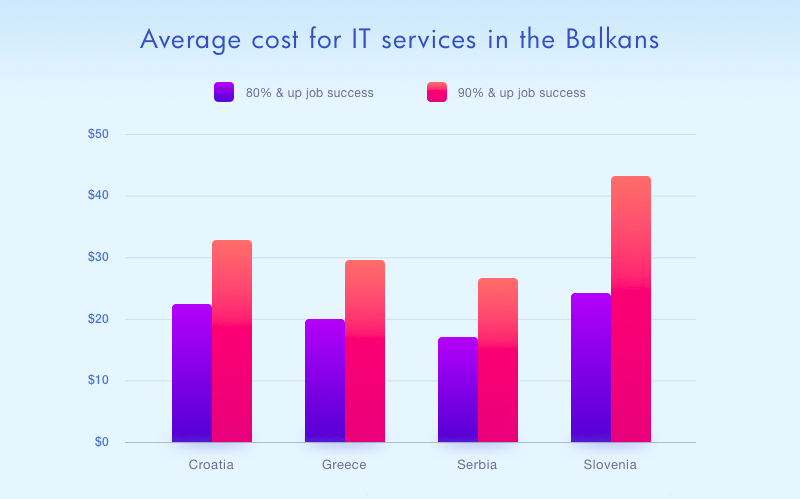 Average cost for IT services in the Balkans
80% & up job success
90% & up job success
$50
$40
$30
$20
$10
$0
Croatia
Greece
Serbia
Slovenia